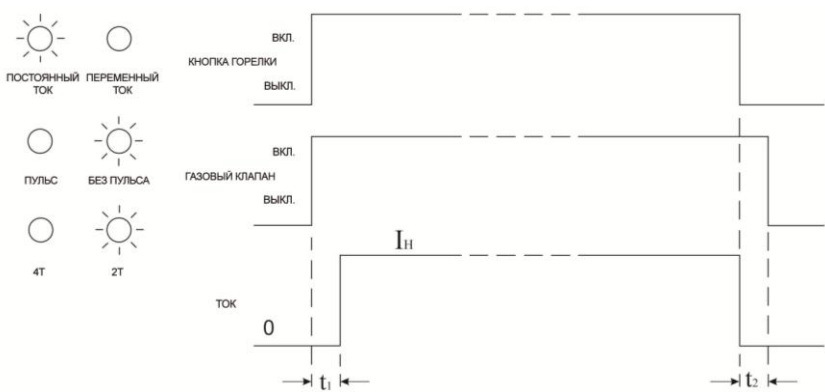 ПОСТОЯННЫЙ ТОК
ПЕРЕМЕННЫЙ ТОК
ПУЛЬС
БЕЗ ПУЛЬСА
4Т
2Т
ВКЛ.
КНОПКА ГОРЕЛКИ
ВЫКЛ.
ВКЛ.
ГАЗОВЫЙ КЛАПАН
ВЫКЛ.
Iн
ТОК
0
t1
t2